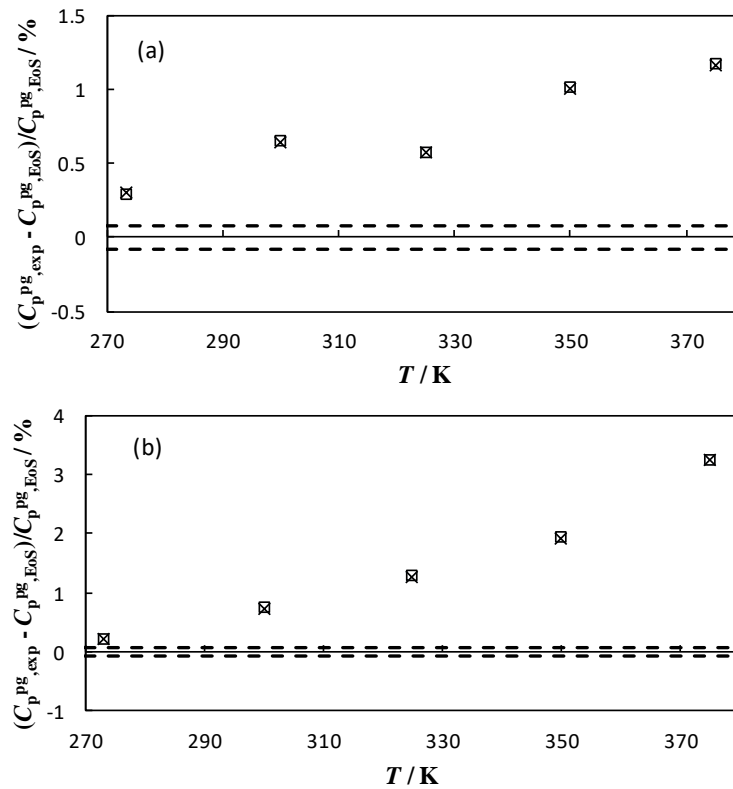 (a)
1.5
1
0.5
0
-0.5
270 290 310 330 350 370
(C_p^pg,exp - C_p^pg,EoS)/C_p^pg,EoS / %
T / K
(b)
4
3
2
1
0
-1
270 290 310 330 350 370
(C_p^pg,exp - C_p^pg,EoS)/C_p^pg,EoS / %
T / K